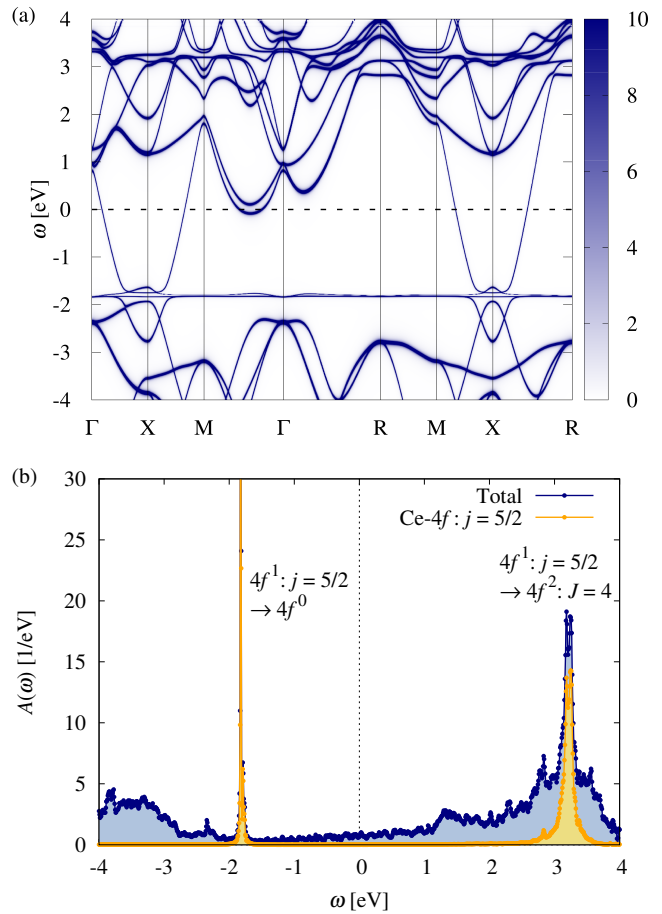 (a)
4
3
2
1
0
-1
-2
-3
-4
ω [eV]
Γ X M Γ R M X R
10
8
6
4
2
0
(b)
30
25
20
15
10
5
0
A(ω) [1/eV]
Total
Ce-4f : j = 5/2
4f¹: j = 5/2
→ 4f⁰
4f¹: j = 5/2
→ 4f²: J = 4
-4 -3 -2 -1 0 1 2 3 4
ω [eV]